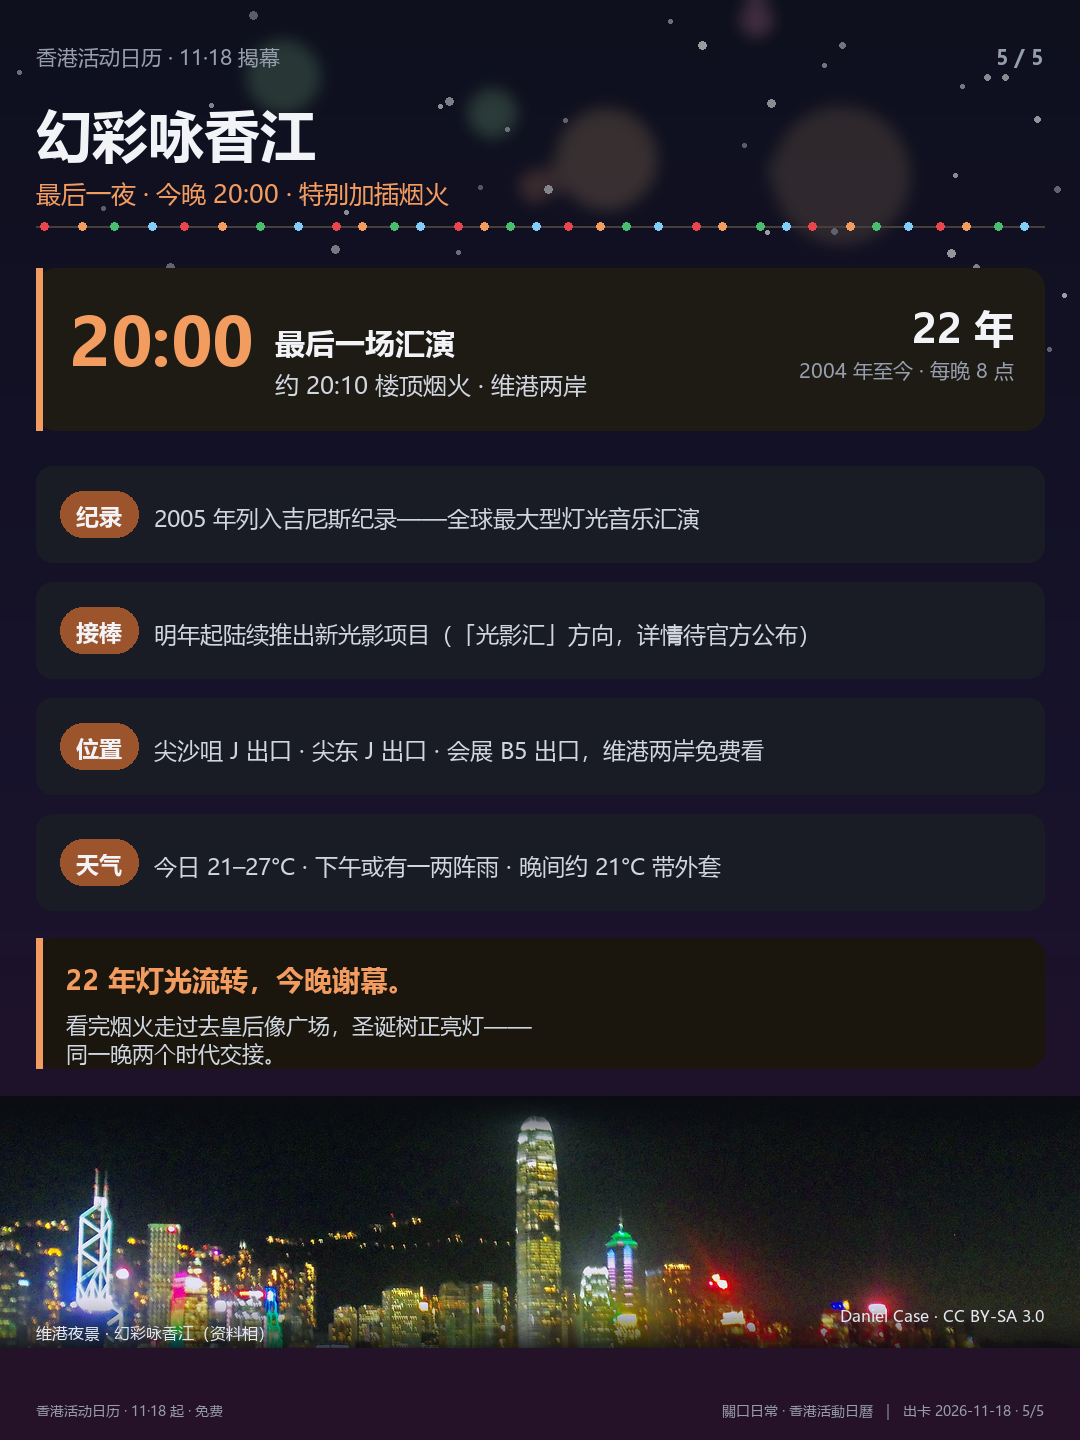 香港活动日历 · 11·18 揭幕
5 / 5
幻彩咏香江
最后一夜 · 今晚 20:00 · 特别加插烟火
20:00
最后一场汇演
约 20:10 楼顶烟火 · 维港两岸
22 年
2004 年至今 · 每晚 8 点
纪录
2005 年列入吉尼斯纪录——全球最大型灯光音乐汇演
接棒
明年起陆续推出新光影项目（「光影汇」方向，详情待官方公布）
位置
尖沙咀 J 出口 · 尖东 J 出口 · 会展 B5 出口，维港两岸免费看
天气
今日 21–27°C · 下午或有一两阵雨 · 晚间约 21°C 带外套
22 年灯光流转，今晚谢幕。
看完烟火走过去皇后像广场，圣诞树正亮灯——
同一晚两个时代交接。
Daniel Case · CC BY-SA 3.0
维港夜景 · 幻彩咏香江（资料相）
香港活动日历 · 11·18 起 · 免费
關口日常 · 香港活動日曆 ｜ 出卡 2026-11-18 · 5/5